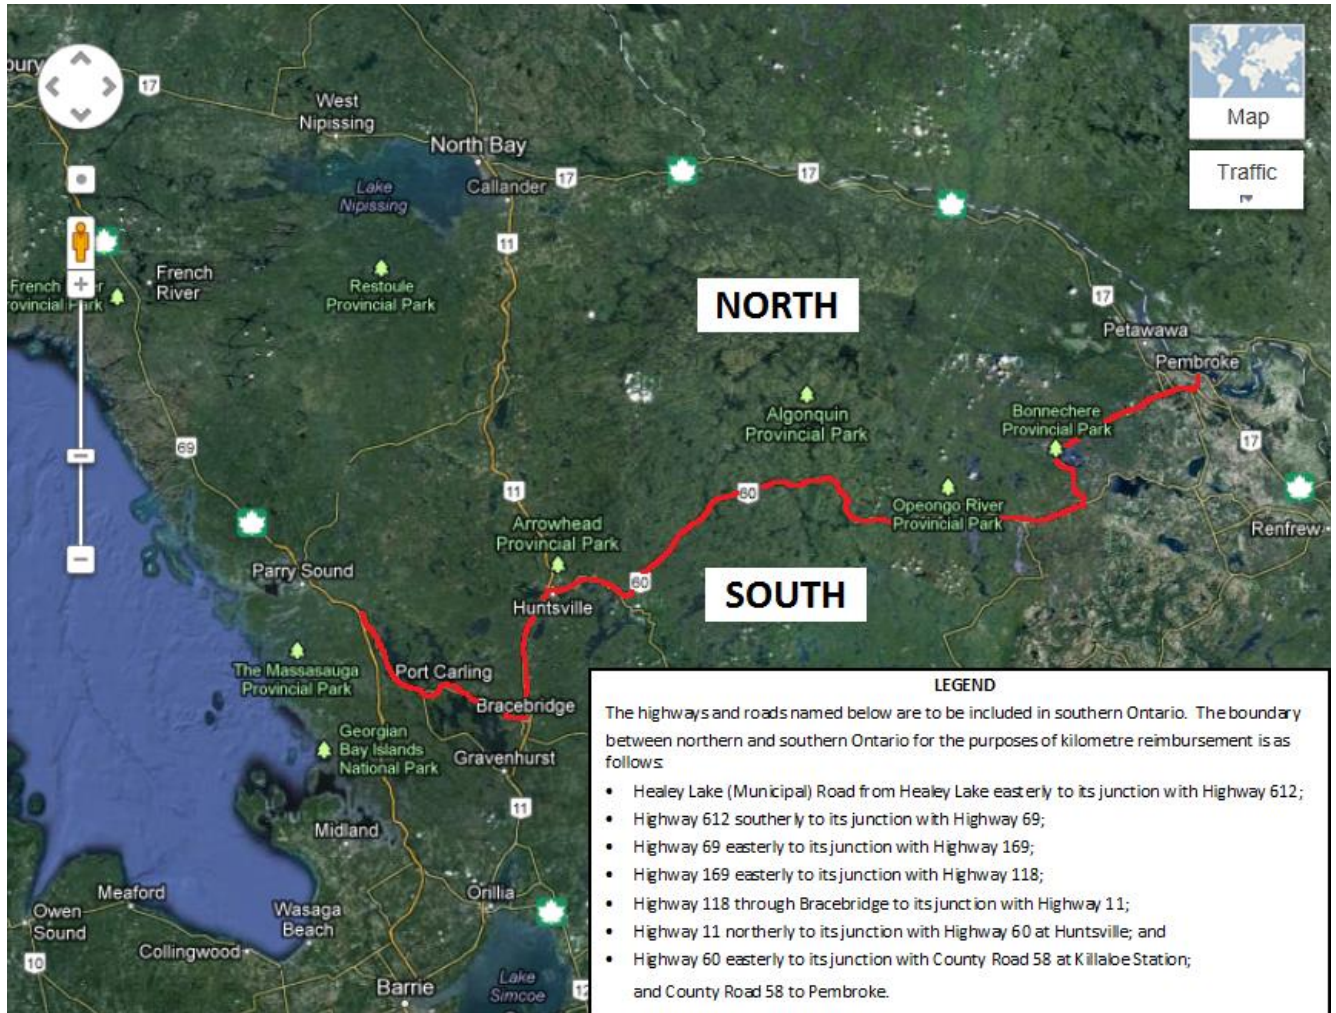 bury
17
West
Nipissing
North Bay
Map
Lake
Nipissing
Callander
17
17
Traffic
11
French
River
French River
Provincial Park
Restoule
Provincial Park
NORTH
17
Petawawa
Pembroke
Algonquin
Provincial Park
Bonnechere
Provincial Park
69
17
11
60
Opeongo River
Provincial Park
Arrowhead
Provincial Park
Renfrew
Parry Sound
60
Huntsville
SOUTH
The Massasauga
Provincial Park
Port Carling
Bracebridge
Georgian
Bay Islands
National Park
Gravenhurst
11
Midland
Meaford
Orillia
Owen
Sound
Wasaga
Beach
Collingwood
10
Barrie
Lake
Simcoe
12
LEGEND
The highways and roads named below are to be included in southern Ontario. The boundary
between northern and southern Ontario for the purposes of kilometre reimbursement is as
follows:
• Healey Lake (Municipal) Road from Healey Lake easterly to its junction with Highway 612;
• Highway 612 southerly to its junction with Highway 69;
• Highway 69 easterly to its junction with Highway 169;
• Highway 169 easterly to its junction with Highway 118;
• Highway 118 through Bracebridge to its junction with Highway 11;
• Highway 11 northerly to its junction with Highway 60 at Huntsville; and
• Highway 60 easterly to its junction with County Road 58 at Killaloe Station;
and County Road 58 to Pembroke.